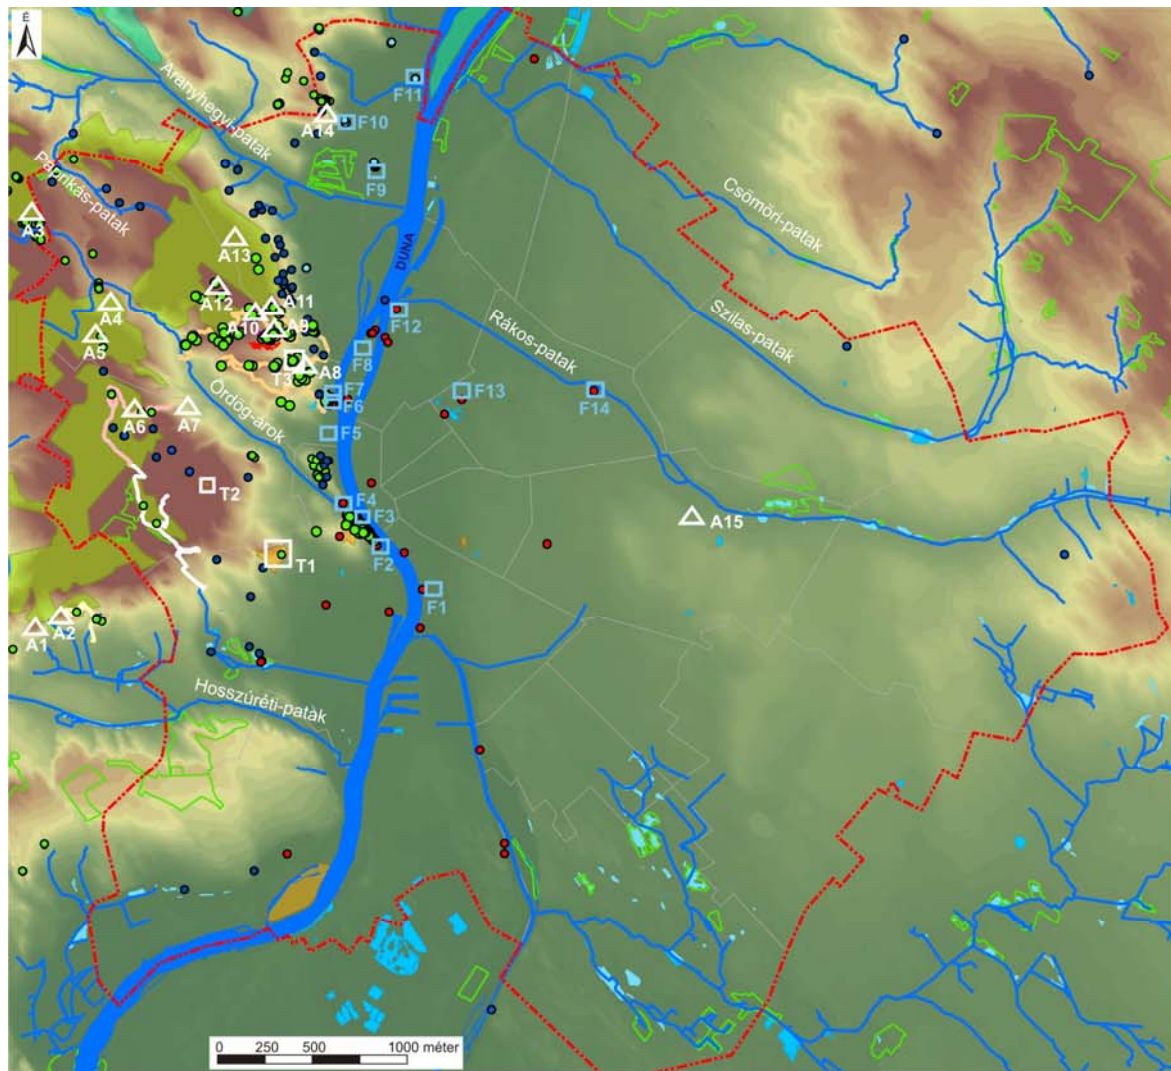 É
Aranyhegyi-patak
F11
F10
A14
F9
Paprikás-patak
Csömöri-patak
A3
A13
DUNA
A12
A11
A4
A10
A9
F12
Szilas-patak
Rákos-patak
A5
F8
T3
A8
F7
F13
F14
F6
A6
A7
Ördög-árok
F5
T2
F4
F3
A15
F2
T1
F1
A1
A2
Hosszúréti-patak
0 250 500 1000 méter